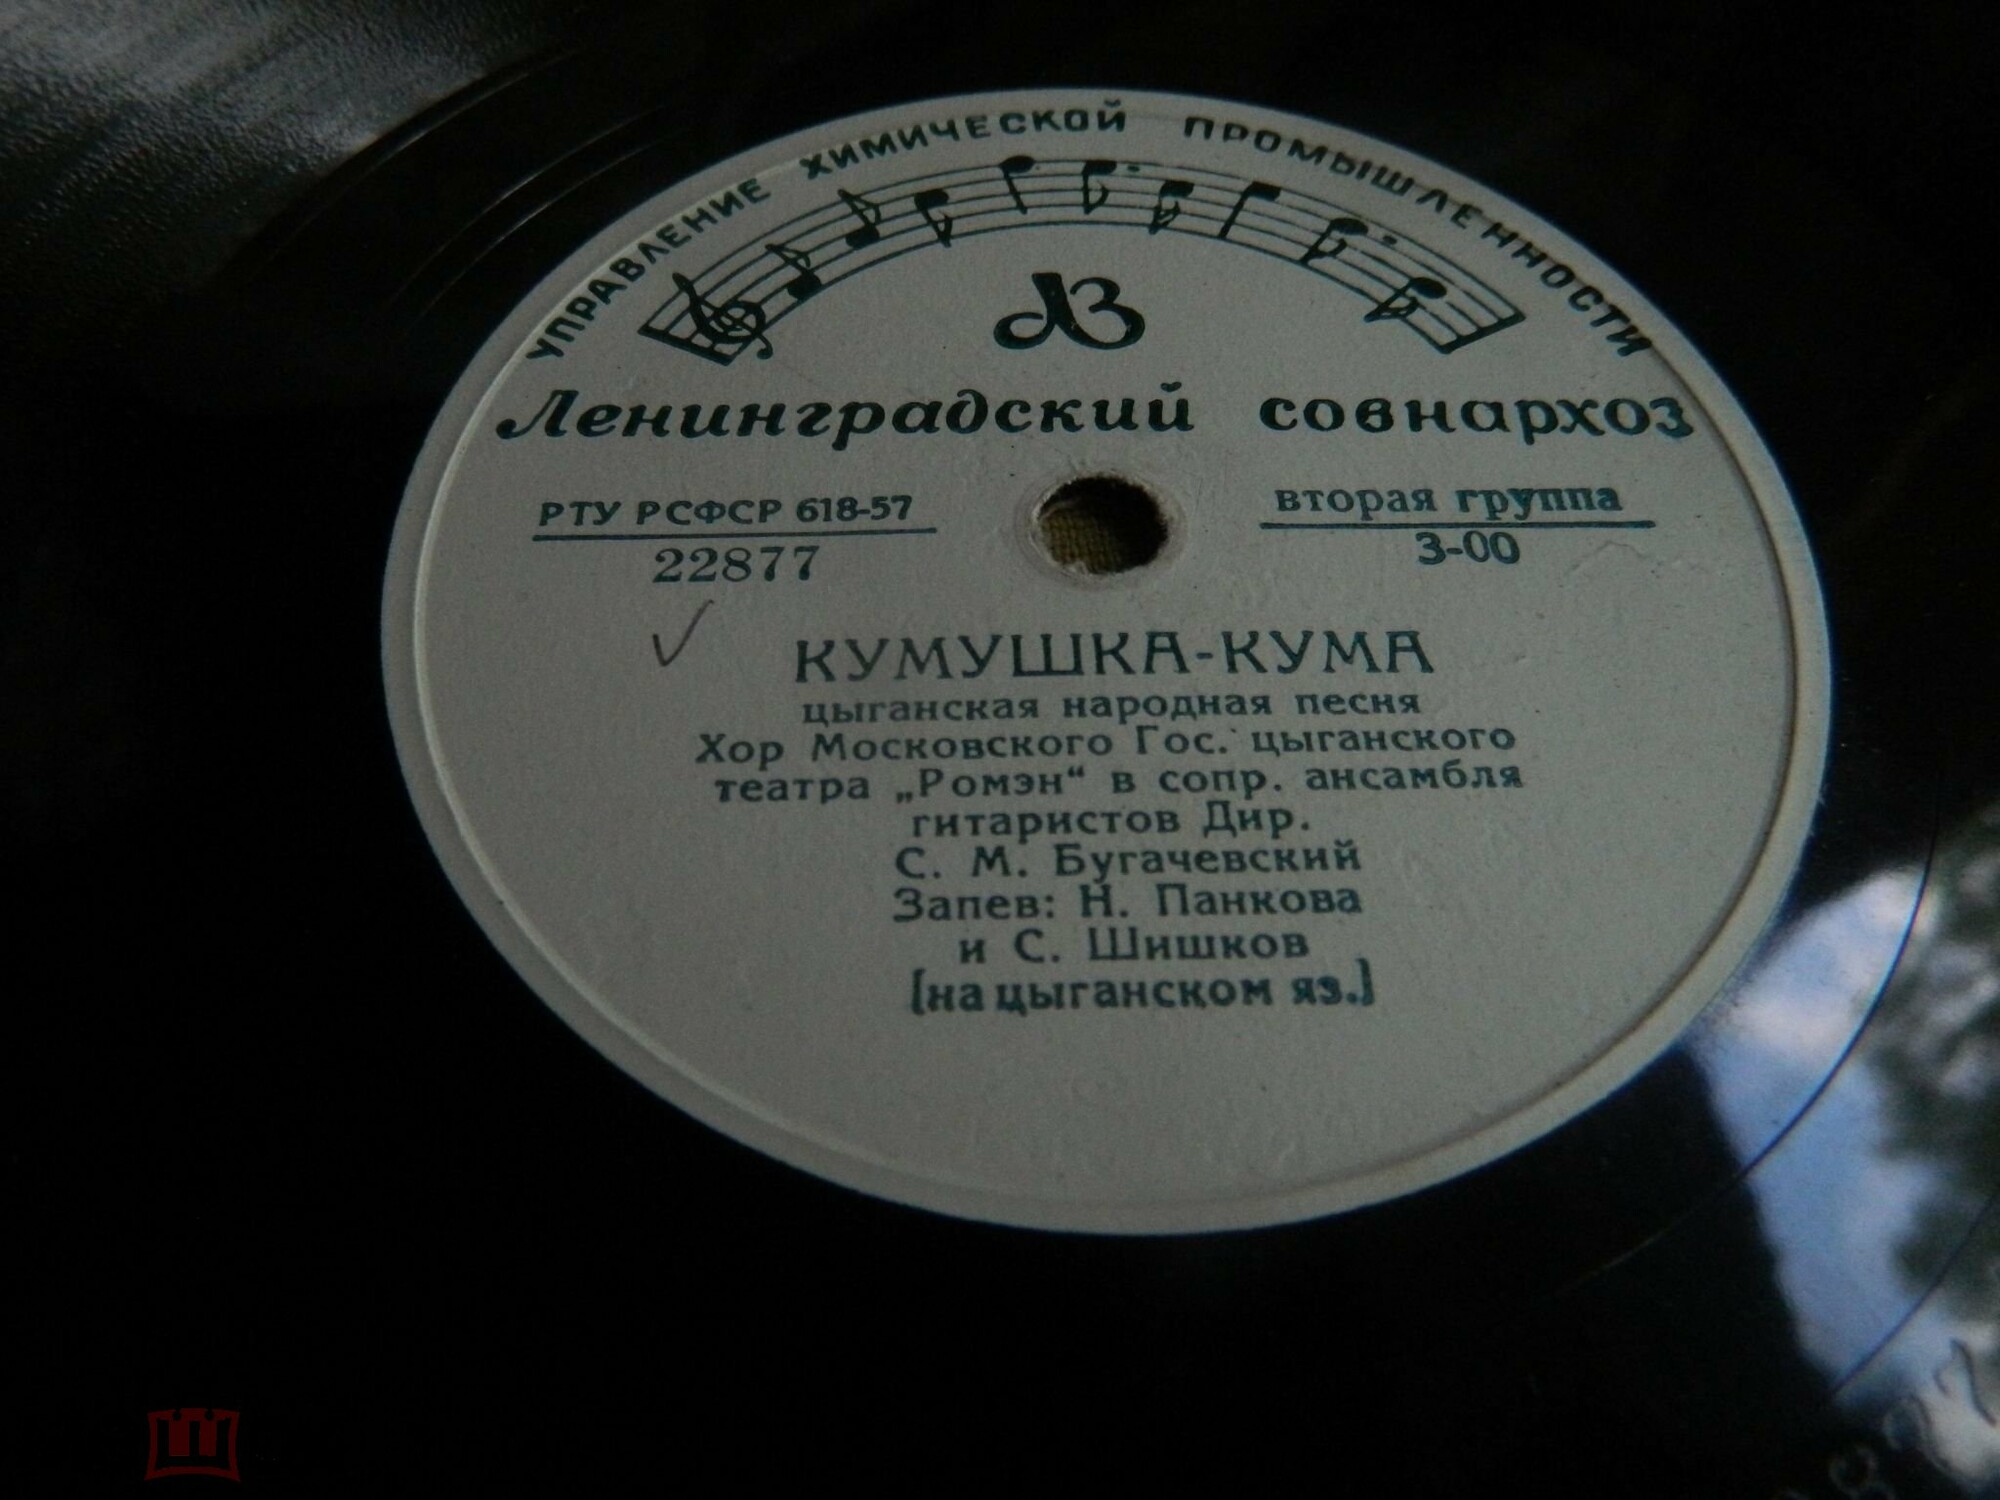 УПРАВЛЕНИЕ ХИМИЧЕСКОЙ ПРОМЫШЛЕННОСТИ
ЛЗ
Ленинградский совнархоз
РТУ РСФСР 618-57
22877
вторая группа
3-00
КУМУШКА-КУМА
цыганская народная песня
Хор Московского Гос. цыганского
театра „Ромэн“ в сопр. ансамбля
гитаристов Дир.
С. М. Бугачевский
Запев: Н. Панкова
и С. Шишков
[на цыганском яз.]